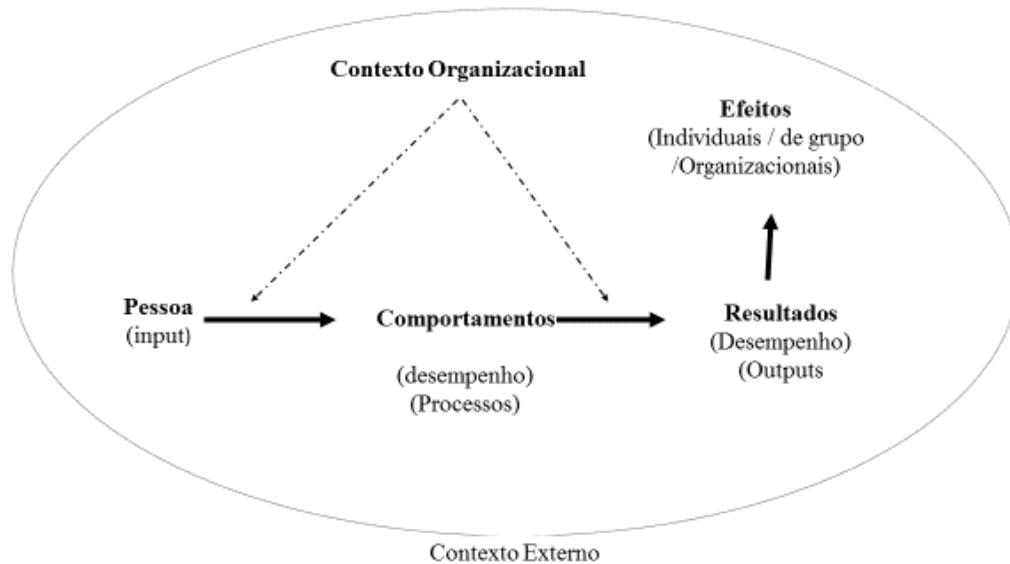 Contexto Organizacional
Efeitos
(Individuais / de grupo
/Organizacionais)
Pessoa
(input)
Comportamentos
(desempenho)
(Processos)
Resultados
(Desempenho)
(Outputs
Contexto Externo